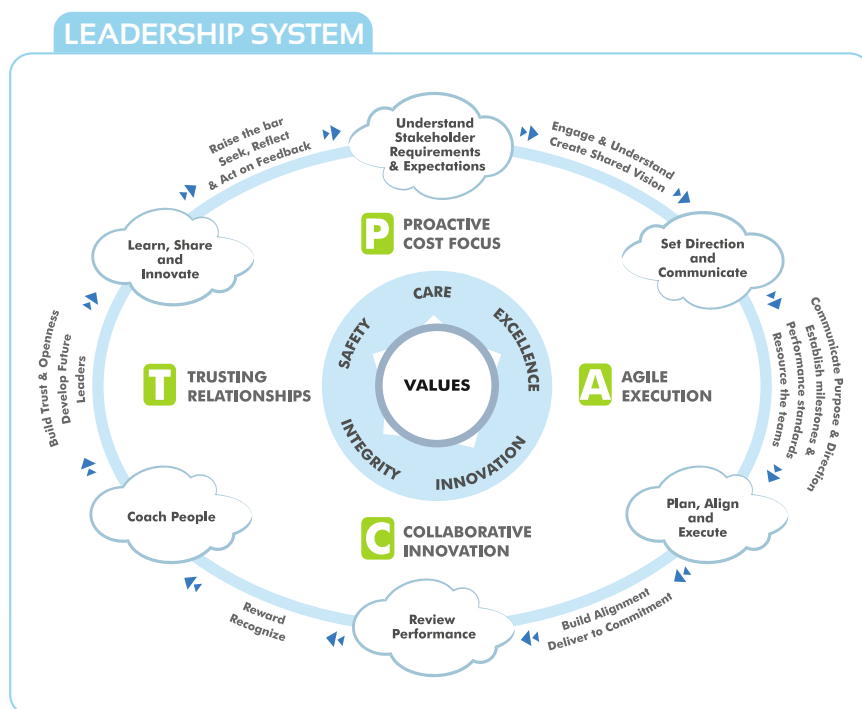 LEADERSHIP SYSTEM
Understand
Stakeholder
Requirements
& Expectations
Engage & Understand
Create Shared Vision
Set Direction
and
Communicate
Communicate Purpose & Direction
Establish milestones &
Performance standards
Resource the teams
Plan, Align
and
Execute
Build Alignment
Deliver to Commitment
Review
Performance
Reward
Recognize
Coach People
Build Trust & Openness
Develop Future
Leaders
Learn, Share
and
Innovate
Raise the bar
Seek, Reflect
& Act on Feedback
P PROACTIVE
COST FOCUS
A AGILE
EXECUTION
C COLLABORATIVE
INNOVATION
T TRUSTING
RELATIONSHIPS
VALUES
CARE
EXCELLENCE
INNOVATION
INTEGRITY
SAFETY